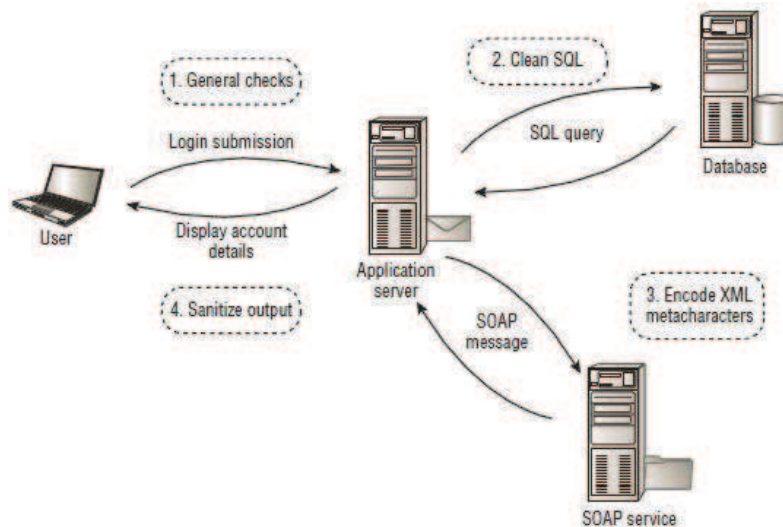 1. General checks
2. Clean SQL
Login submission
SQL query
Database
User
Display account
details
Application
server
4. Sanitize output
3. Encode XML
metacharacters
SOAP
message
SOAP service